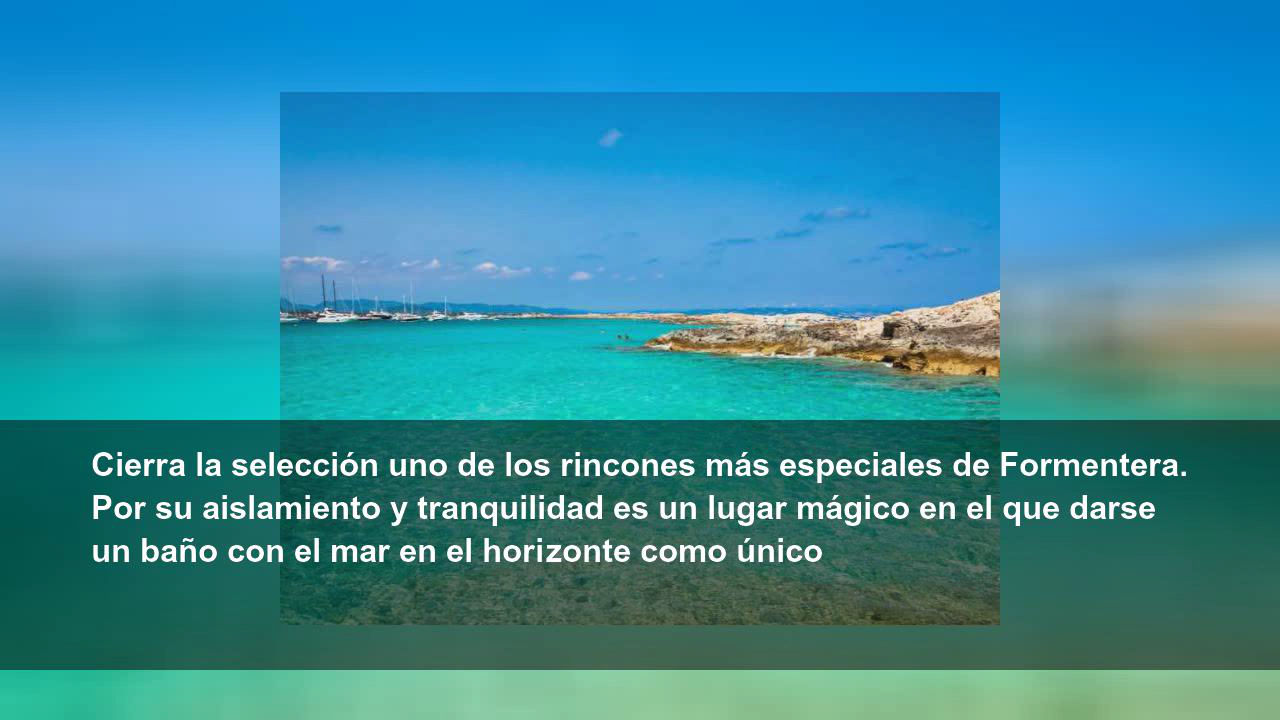 Cierra la selección uno de los rincones más especiales de Formentera.
Por su aislamiento y tranquilidad es un lugar mágico en el que darse
un baño con el mar en el horizonte como único